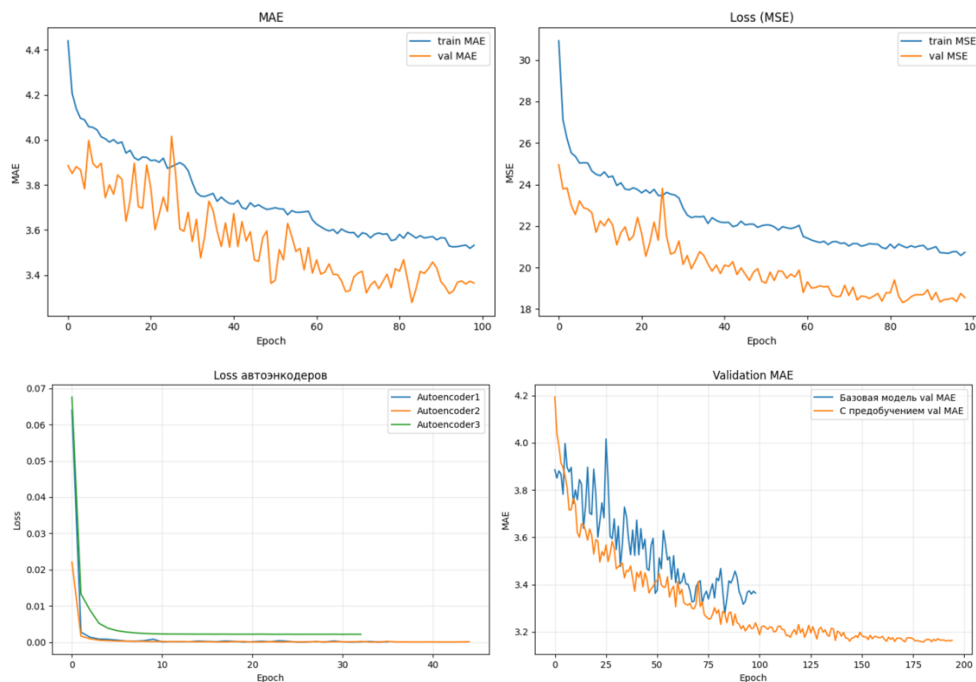 MAE
4.4
4.2
4.0
3.8
3.6
3.4
MAE
train MAE
val MAE
0
20
40
60
80
100
Epoch
Loss (MSE)
30
28
26
24
22
20
18
MSE
train MSE
val MSE
0
20
40
60
80
100
Epoch
Loss автоэнкодеров
0.07
0.06
0.05
0.04
0.03
0.02
0.01
0.00
Loss
Autoencoder1
Autoencoder2
Autoencoder3
0
10
20
30
40
Epoch
Validation MAE
4.2
4.0
3.8
3.6
3.4
3.2
MAE
Базовая модель val MAE
С предобучением val MAE
0
25
50
75
100
125
150
175
200
Epoch